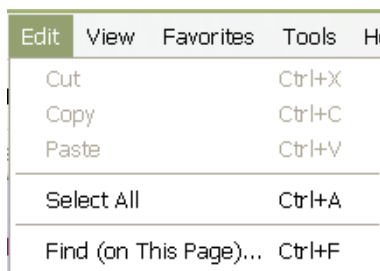 Edit View Favorites Tools
Cut Ctrl+X
Copy Ctrl+C
Paste Ctrl+V
Select All Ctrl+A
Find (on This Page)... Ctrl+F